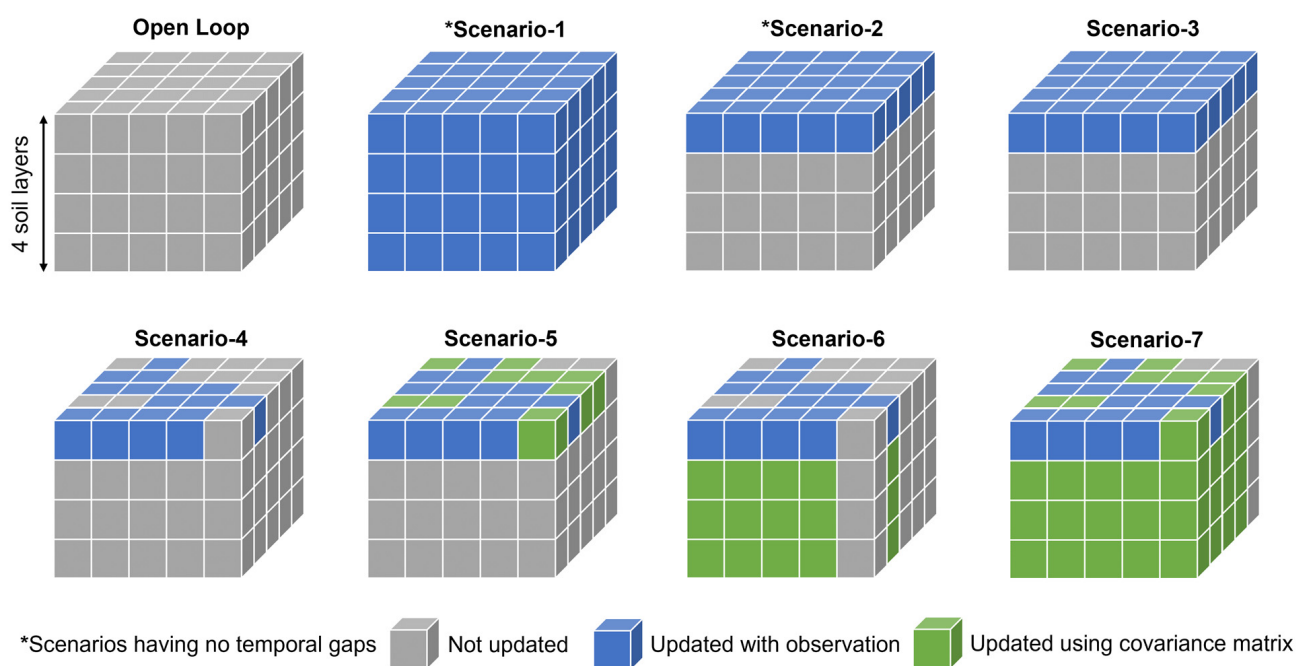 Open Loop
*Scenario-1
*Scenario-2
Scenario-3
4 soil layers
Scenario-4
Scenario-5
Scenario-6
Scenario-7
*Scenarios having no temporal gaps
Not updated
Updated with observation
Updated using covariance matrix